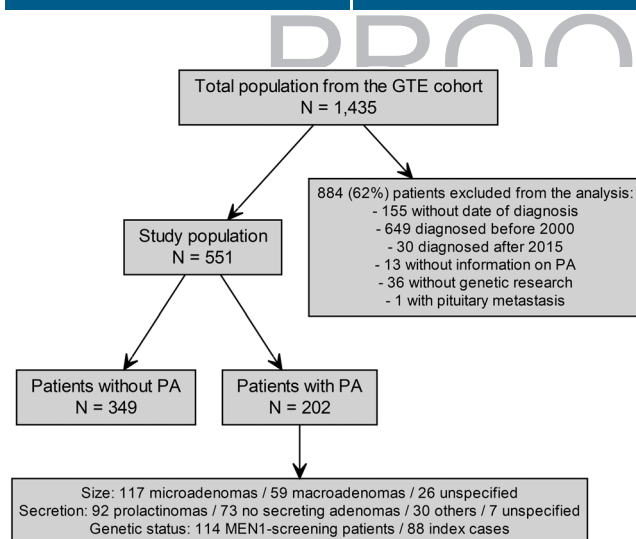 PROO
Total population from the GTE cohort
N = 1,435
884 (62%) patients excluded from the analysis:
- 155 without date of diagnosis
- 649 diagnosed before 2000
- 30 diagnosed after 2015
- 13 without information on PA
- 36 without genetic research
- 1 with pituitary metastasis
Study population
N = 551
Patients without PA
N = 349
Patients with PA
N = 202
Size: 117 microadenomas / 59 macroadenomas / 26 unspecified
Secretion: 92 prolactinomas / 73 no secreting adenomas / 30 others / 7 unspecified
Genetic status: 114 MEN1-screening patients / 88 index cases